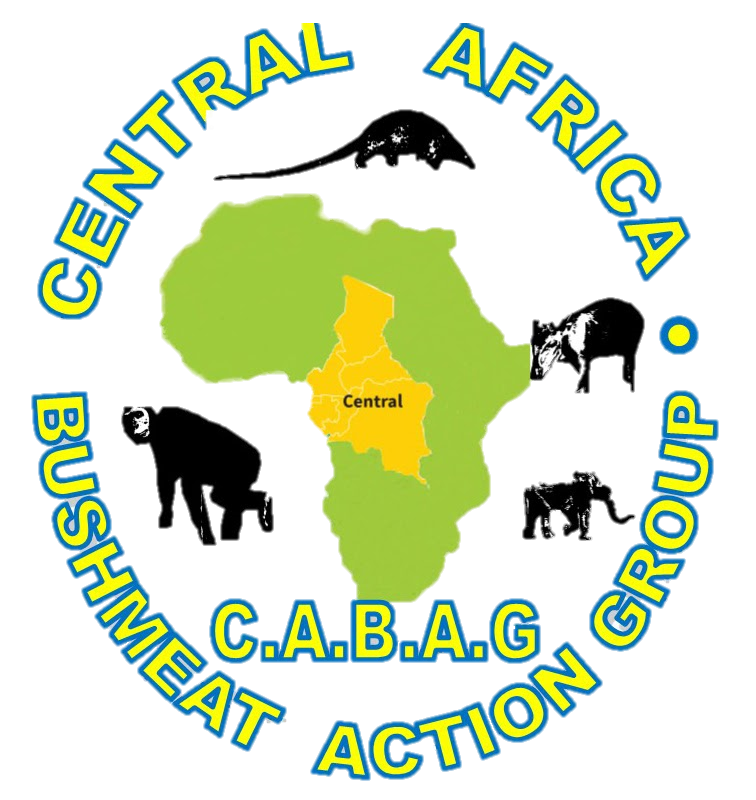 CENTRAL AFRICA •
Central
C.A.B.A.G
BUSHMEAT ACTION GROUP